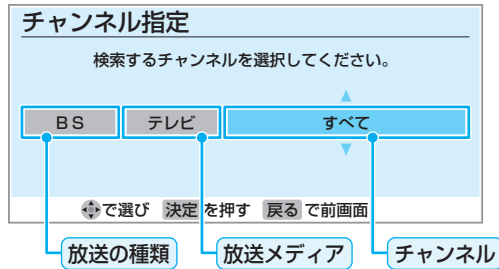 チャンネル指定
検索するチャンネルを選択してください。
BS テレビ すべて
で選び 決定 を押す 戻る で前画面
放送の種類 放送メディア チャンネル